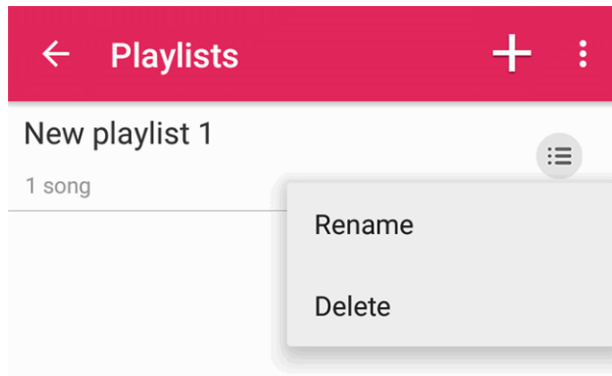 Playlists
New playlist 1
1 song
Rename
Delete